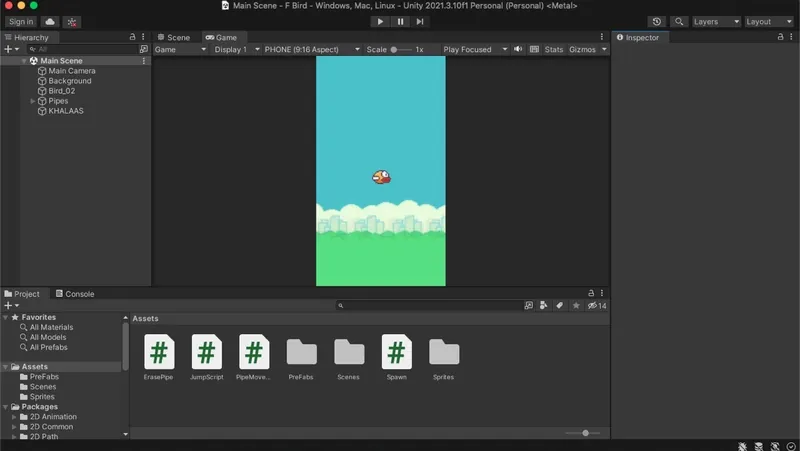 Main Scene - F Bird - Windows, Mac, Linux - Unity 2021.3.10f1 Personal (Personal) <Metal>
Sign in
Layers
Layout
Hierarchy
All
Main Scene
Main Camera
Background
Bird_02
Pipes
KHALAAS
Scene
Game
Game
Display 1
PHONE (9:16 Aspect)
Scale
1x
Play Focused
Stats
Gizmos
Inspector
Project
Console
14
Favorites
All Materials
All Models
All Prefabs
Assets
PreFabs
Scenes
Sprites
Packages
2D Animation
2D Common
2D Path
Assets
ErasePipe
JumpScript
PipeMove...
PreFabs
Scenes
Spawn
Sprites